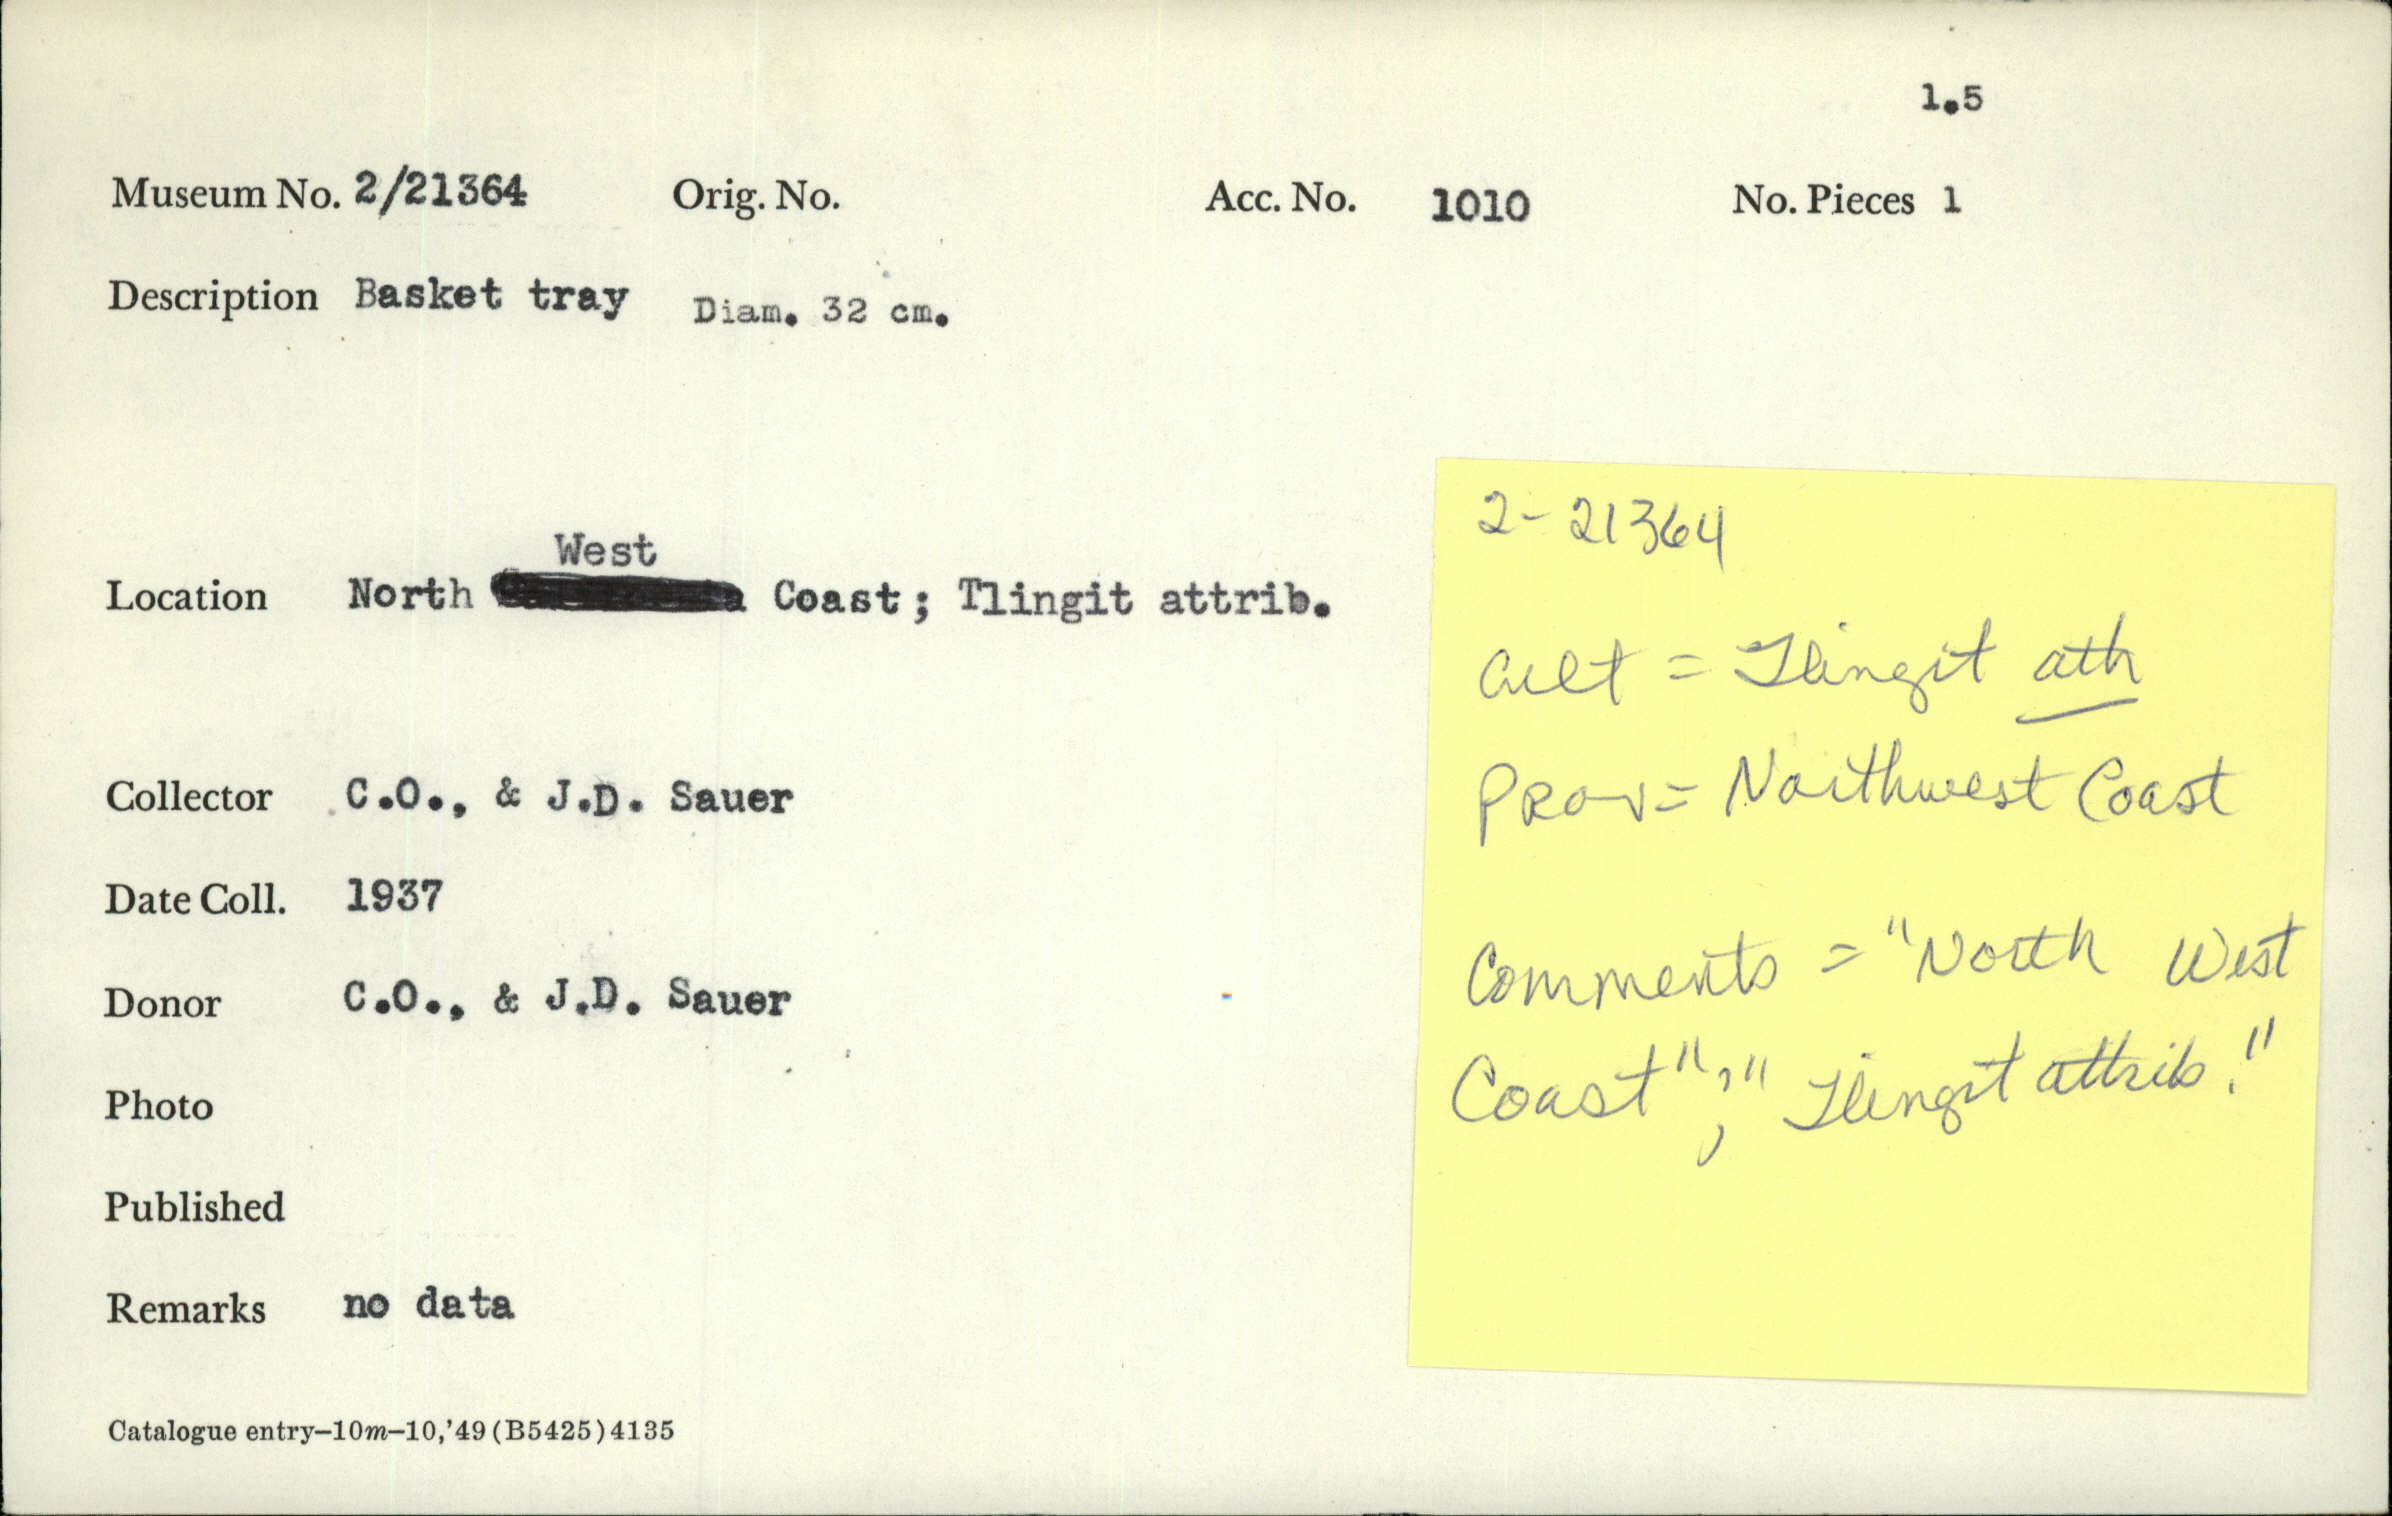 1.5
Museum No. 2/21364 Orig. No. Acc. No. 1010 No. Pieces 1
Description Basket tray Diam. 32 cm.
West
Location North Coast; Tlingit attrib.
Collector C.O., & J.D. Sauer
Date Coll. 1937
Donor C.O., & J.D. Sauer
Photo
Published
Remarks no data
Catalogue entry–10m–10,'49 (B5425) 4135
2-21364
Cult = Tlingit
Prov = Northwest Coast
Comments = "North West
Coast"; "Tlingit attrib."